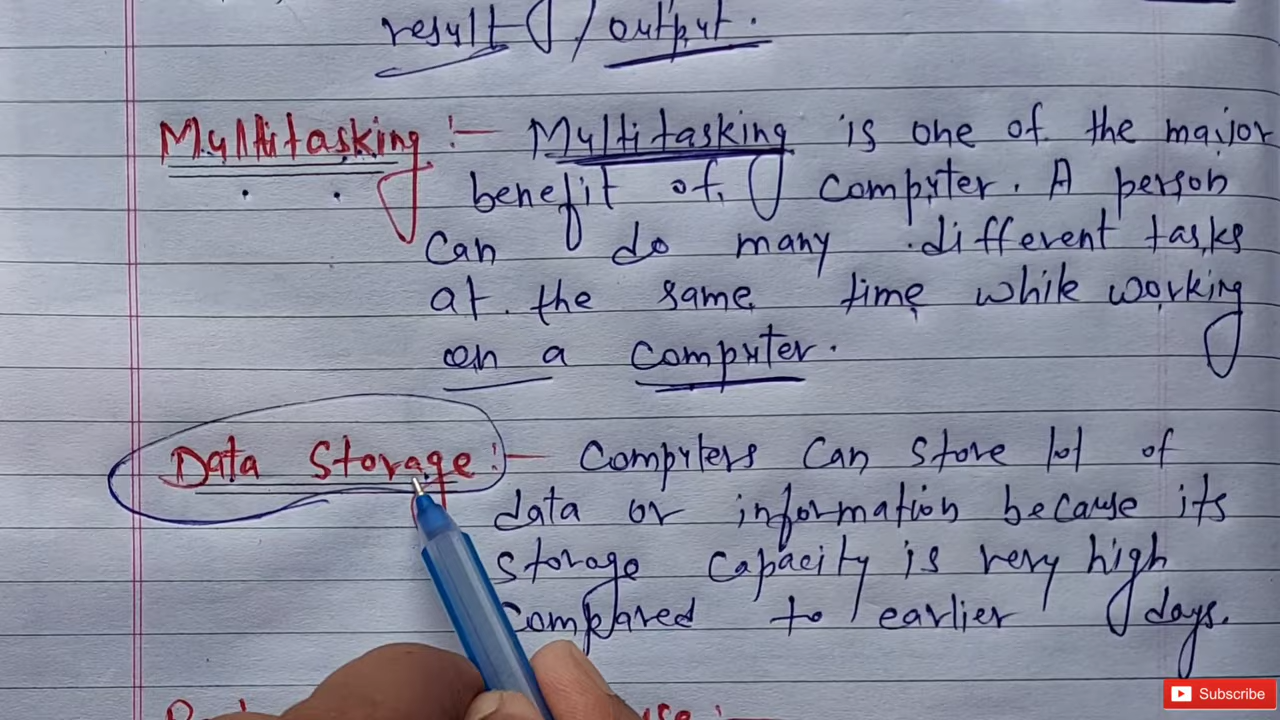 result / output.
Multitasking :- Multitasking is one of the major
benefit of computer. A person
can do many different tasks
at the same time while working
on a computer.
Data Storage :- Computers can store lot of
data or information because its
storage capacity is very high
compared to earlier days.
Subscribe